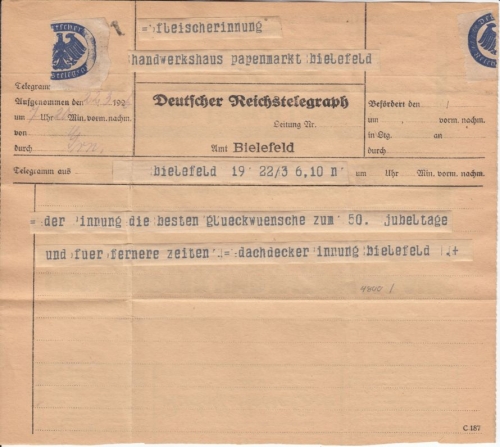 = fleischerinnung
handwerkshaus papenmarkt bielefeld
Telegramm
Aufgenommen den 192
um 7 Uhr Min. vorm. nachm.
von
durch
Deutscher Reichstelegraph
Leitung Nr.
Amt Bielefeld
Befördert den /
um vorm. nachm.
in Ltg. an
durch
Telegramm aus bielefeld 19 22/3 6,10 n um Uhr Min. vorm. nachm.
= der innung die besten glueckwuensche zum 50. jubeltage
und fuer fernere zeiten = dachdecker innung bielefeld +
C 187